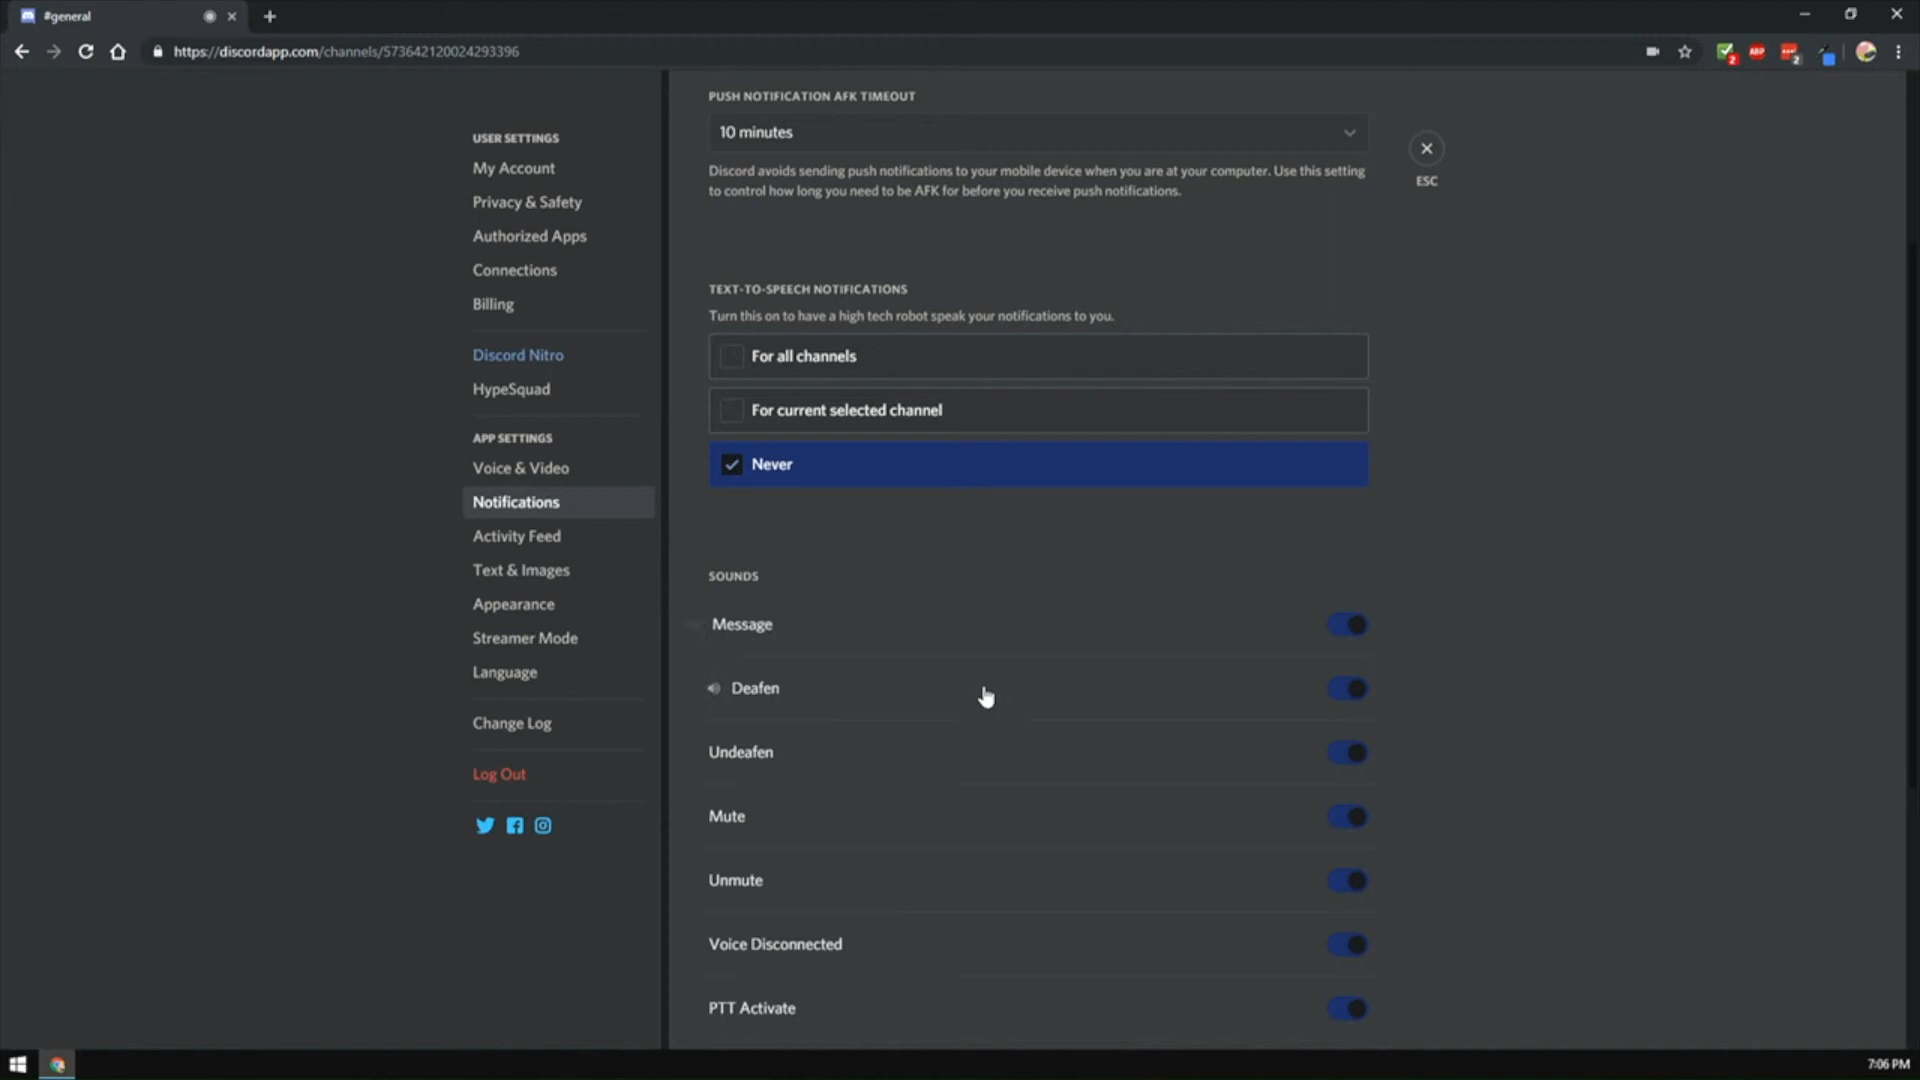 #general
https://discordapp.com/channels/573642120024293396
2
ABP
2
USER SETTINGS
My Account
Privacy & Safety
Authorized Apps
Connections
Billing
Discord Nitro
HypeSquad
APP SETTINGS
Voice & Video
Notifications
Activity Feed
Text & Images
Appearance
Streamer Mode
Language
Change Log
Log Out
PUSH NOTIFICATION AFK TIMEOUT
10 minutes
Discord avoids sending push notifications to your mobile device when you are at your computer. Use this setting
to control how long you need to be AFK for before you receive push notifications.
ESC
TEXT-TO-SPEECH NOTIFICATIONS
Turn this on to have a high tech robot speak your notifications to you.
For all channels
For current selected channel
Never
SOUNDS
Message
Deafen
Undeafen
Mute
Unmute
Voice Disconnected
PTT Activate
7:06 PM